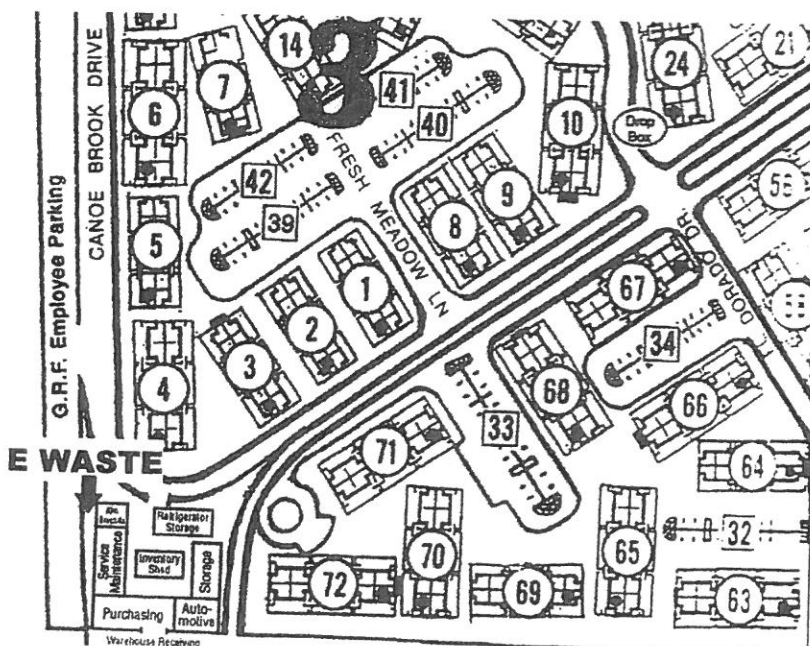 CANOE BROOK DRIVE
G.R.F. Employee Parking
6
7
14
3
41
40
42
39
FRESH MEADOW LN
10
24
21
Drop
Box
5
8
9
1
2
3
4
67
DORADO DR
34
68
66
33
71
64
32
65
70
72
69
63
E WASTE
Refrigerator
Storage
Service
Maintenance
Inventory
Shed
Storage
Purchasing
Auto-
motive
Warehouse Receiving